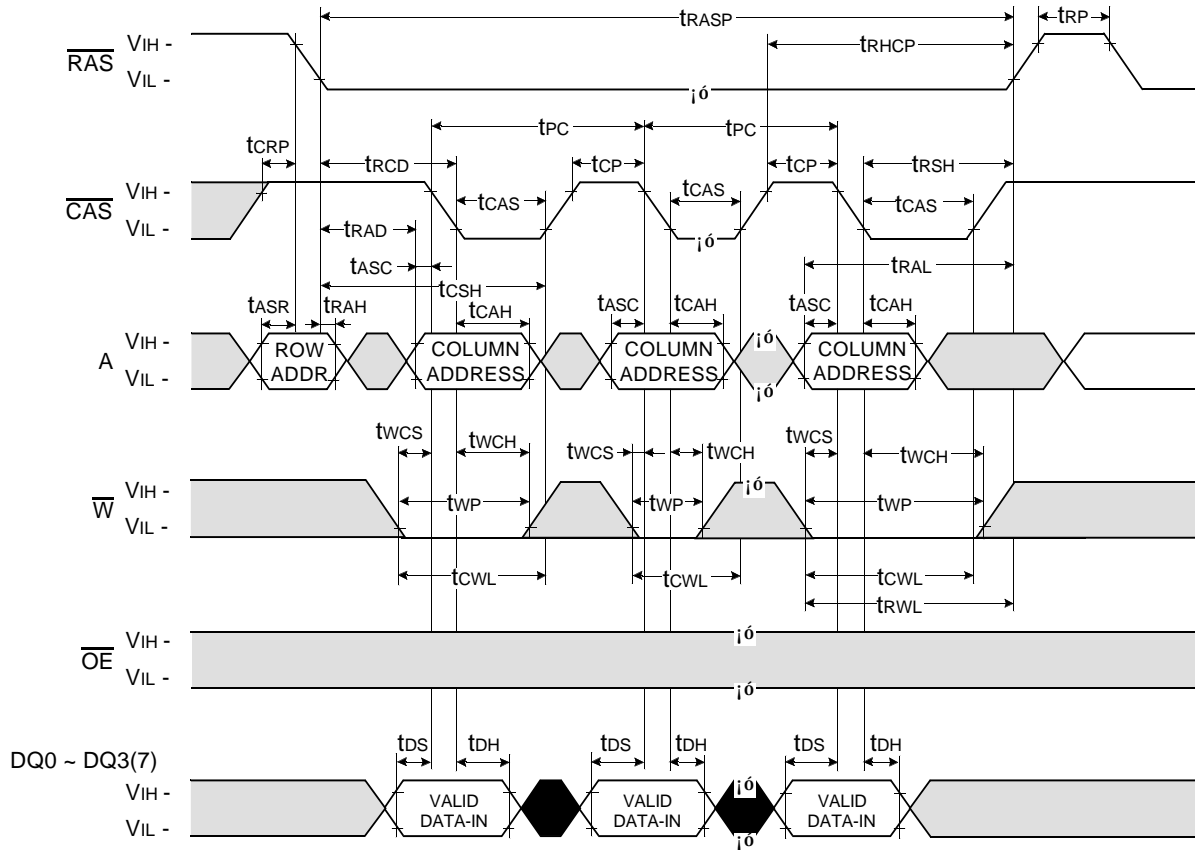 tRASP
tRP
tRHCP
VIH -
RAS
VIL -
¡ó
tPC
tPC
tCRP
tRCD
tCP
tCP
tRSH
VIH -
CAS
VIL -
tCAS
tCAS
tCAS
¡ó
tRAD
tASC
tCSH
tRAL
tASR
tRAH
tCAH
tASC
tCAH
tASC
tCAH
VIH -
A
VIL -
ROW
ADDR.
COLUMN
ADDRESS
COLUMN
ADDRESS
¡ó
¡ó
COLUMN
ADDRESS
tWCS
tWCH
tWCS
tWCH
tWCS
tWCH
VIH -
W
VIL -
tWP
tWP
¡ó
tWP
tCWL
tCWL
tCWL
tRWL
VIH -
OE
VIL -
¡ó
¡ó
tDS
tDH
tDS
tDH
tDS
tDH
DQ0 ~ DQ3(7)
VIH -
VIL -
VALID
DATA-IN
VALID
DATA-IN
¡ó
¡ó
VALID
DATA-IN